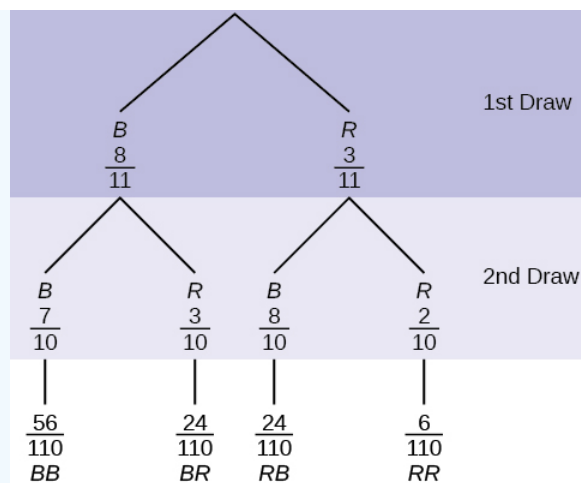 1st Draw
B R
8/11 3/11
B R B R
2nd Draw
7/10 3/10 8/10 2/10
56/110 24/110 24/110 6/110
BB BR RB RR